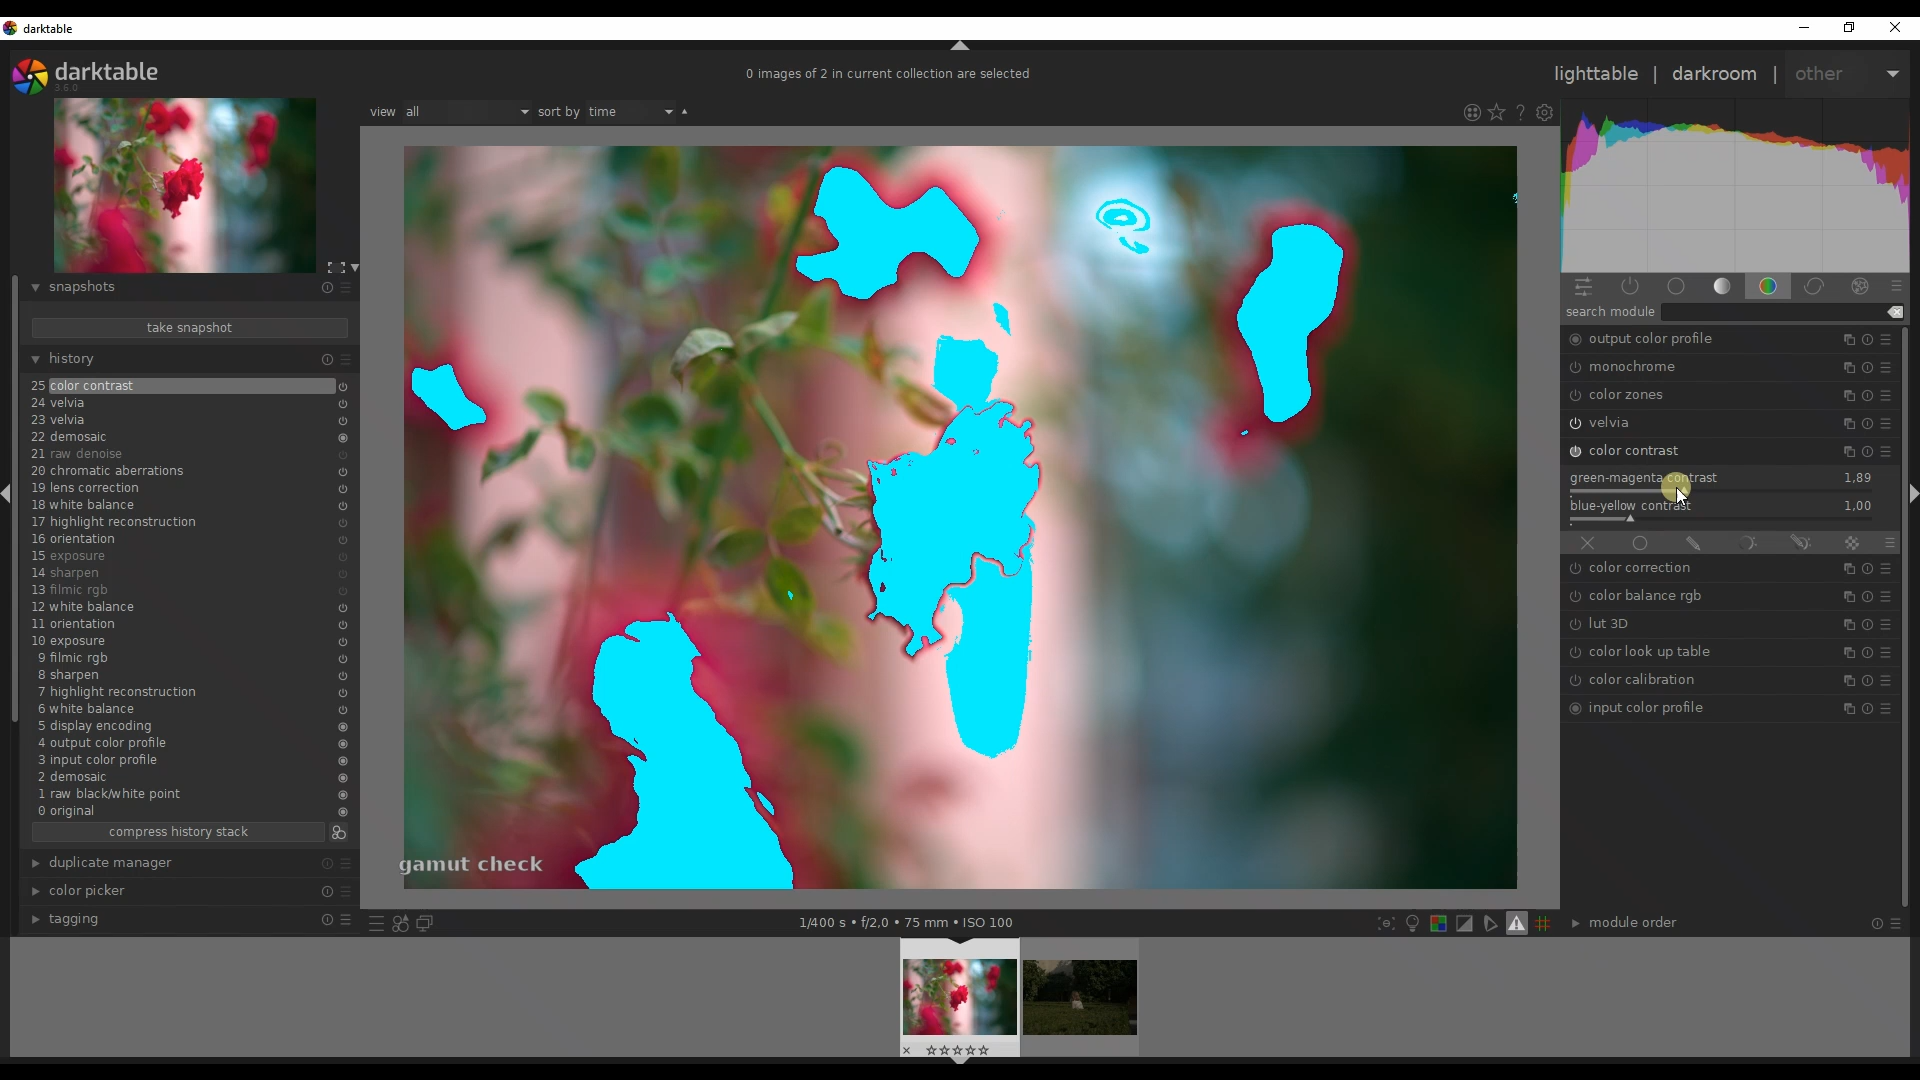 darktable
darktable
3.6.0
0 images of 2 in current collection are selected
lighttable | darkroom | other
view all sort by time
search module
snapshots
take snapshot
history
25 color contrast
24 velvia
23 velvia
22 demosaic
21 raw denoise
20 chromatic aberrations
19 lens correction
18 white balance
17 highlight reconstruction
16 orientation
15 exposure
14 sharpen
13 filmic rgb
12 white balance
11 orientation
10 exposure
9 filmic rgb
8 sharpen
7 highlight reconstruction
6 white balance
5 display encoding
4 output color profile
3 input color profile
2 demosaic
1 raw black/white point
0 original
compress history stack
duplicate manager
color picker
tagging
gamut check
1/400 s • f/2,0 • 75 mm • ISO 100
output color profile
monochrome
color zones
velvia
color contrast
green-magenta contrast 1,89
blue-yellow contrast 1,00
color correction
color balance rgb
lut 3D
color look up table
color calibration
input color profile
module order